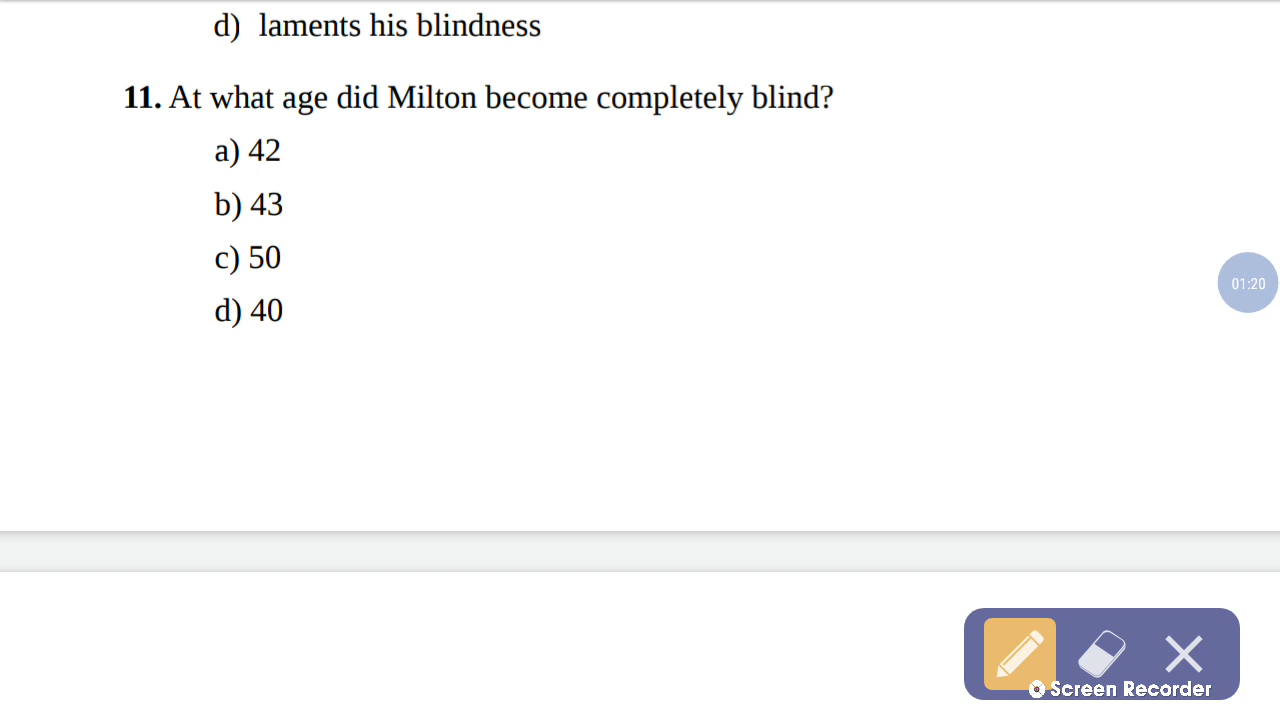 d) laments his blindness
11. At what age did Milton become completely blind?
a) 42
b) 43
c) 50
d) 40
01:20
Screen Recorder